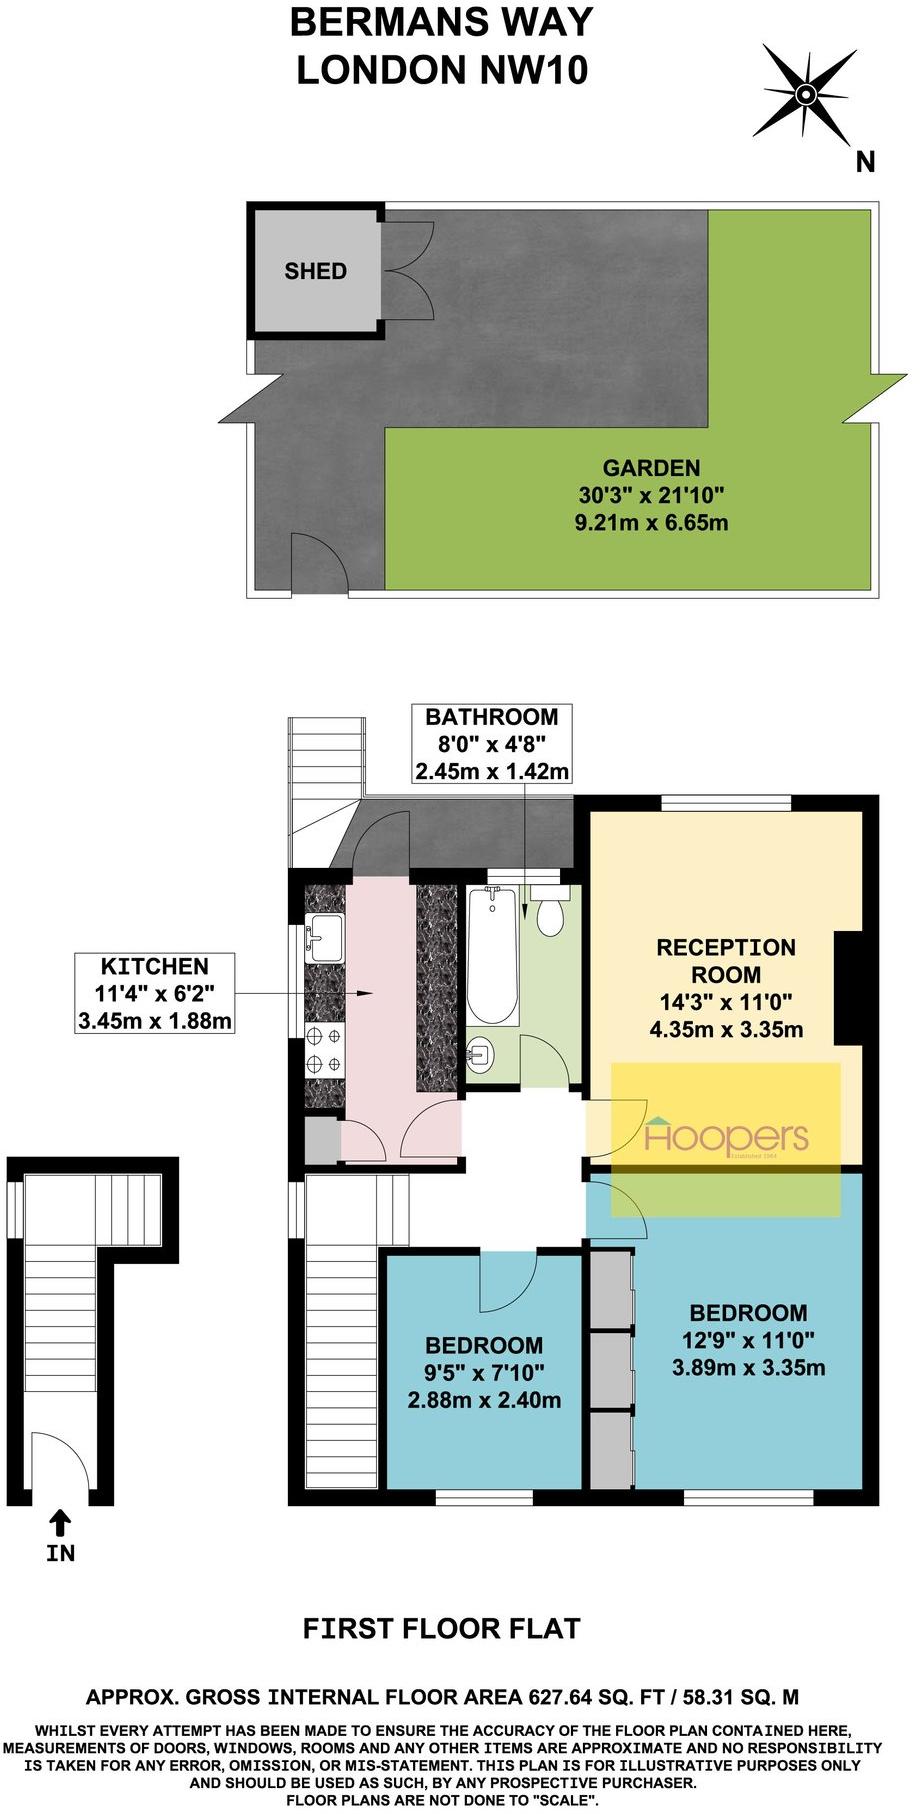 BERMANS WAY
LONDON NW10
N
SHED
GARDEN
30'3" x 21'10"
9.21m x 6.65m
BATHROOM
8'0" x 4'8"
2.45m x 1.42m
KITCHEN
11'4" x 6'2"
3.45m x 1.88m
RECEPTION
ROOM
14'3" x 11'0"
4.35m x 3.35m
Hoopers
Established 1984
BEDROOM
9'5" x 7'10"
2.88m x 2.40m
BEDROOM
12'9" x 11'0"
3.89m x 3.35m
IN
FIRST FLOOR FLAT
APPROX. GROSS INTERNAL FLOOR AREA 627.64 SQ. FT / 58.31 SQ. M
WHILST EVERY ATTEMPT HAS BEEN MADE TO ENSURE THE ACCURACY OF THE FLOOR PLAN CONTAINED HERE,
MEASUREMENTS OF DOORS, WINDOWS, ROOMS AND ANY OTHER ITEMS ARE APPROXIMATE AND NO RESPONSIBILITY
IS TAKEN FOR ANY ERROR, OMISSION, OR MIS-STATEMENT. THIS PLAN IS FOR ILLUSTRATIVE PURPOSES ONLY
AND SHOULD BE USED AS SUCH, BY ANY PROSPECTIVE PURCHASER.
FLOOR PLANS ARE NOT DONE TO "SCALE".